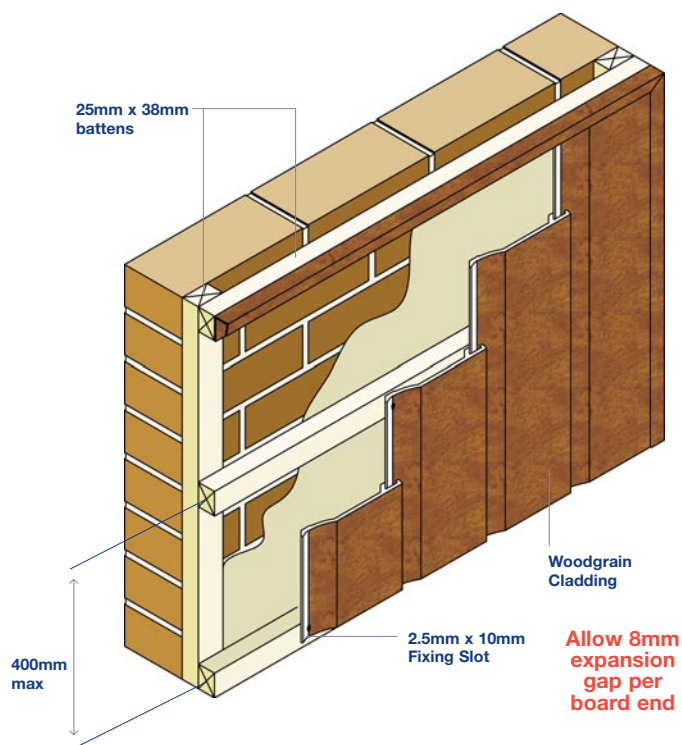 25mm x 38mm
battens
Woodgrain
Cladding
2.5mm x 10mm
Fixing Slot
400mm
max
Allow 8mm
expansion
gap per
board end